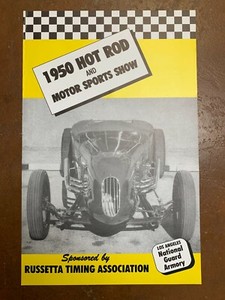 1950 HOT ROD
AND
MOTOR SPORTS SHOW
Sponsored by
RUSSETTA TIMING ASSOCIATION
LOS ANGELES
National
Guard
Armory